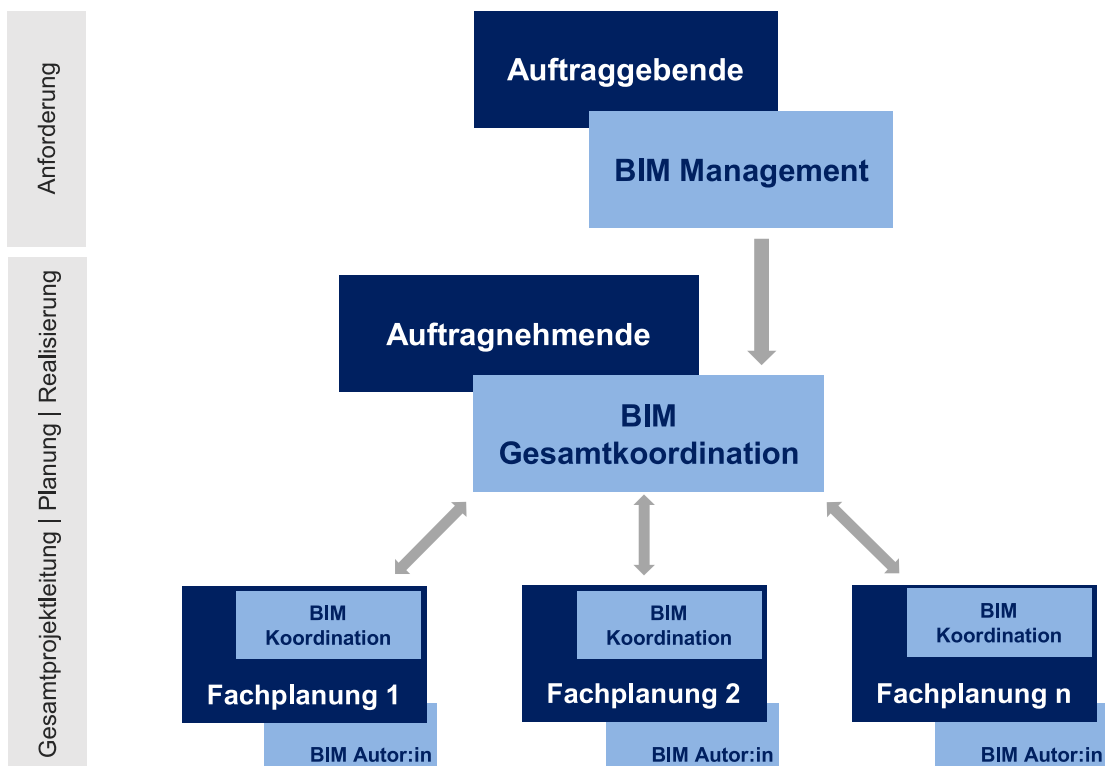 Anforderung
Auftraggebende
BIM Management
Gesamtprojektleitung | Planung | Realisierung
Auftragnehmende
BIM
Gesamtkoordination
BIM
Koordination
Fachplanung 1
BIM Autor:in
BIM
Koordination
Fachplanung 2
BIM Autor:in
BIM
Koordination
Fachplanung n
BIM Autor:in